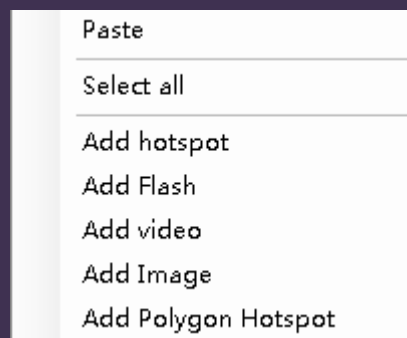 Paste
Select all
Add hotspot
Add Flash
Add video
Add Image
Add Polygon Hotspot